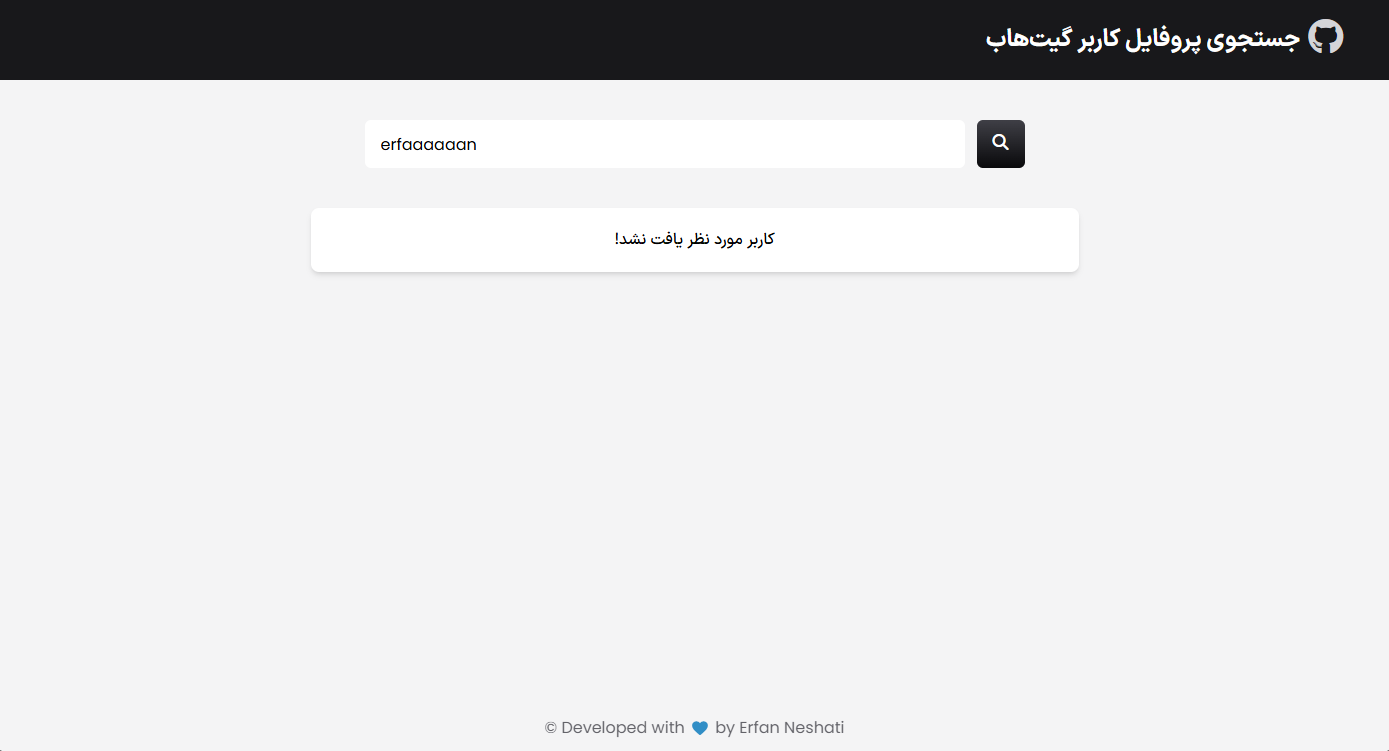 جستجوی پروفایل کاربر گیت‌هاب
erfaaaaaan
کاربر مورد نظر یافت نشد!
© Developed with 💙 by Erfan Neshati